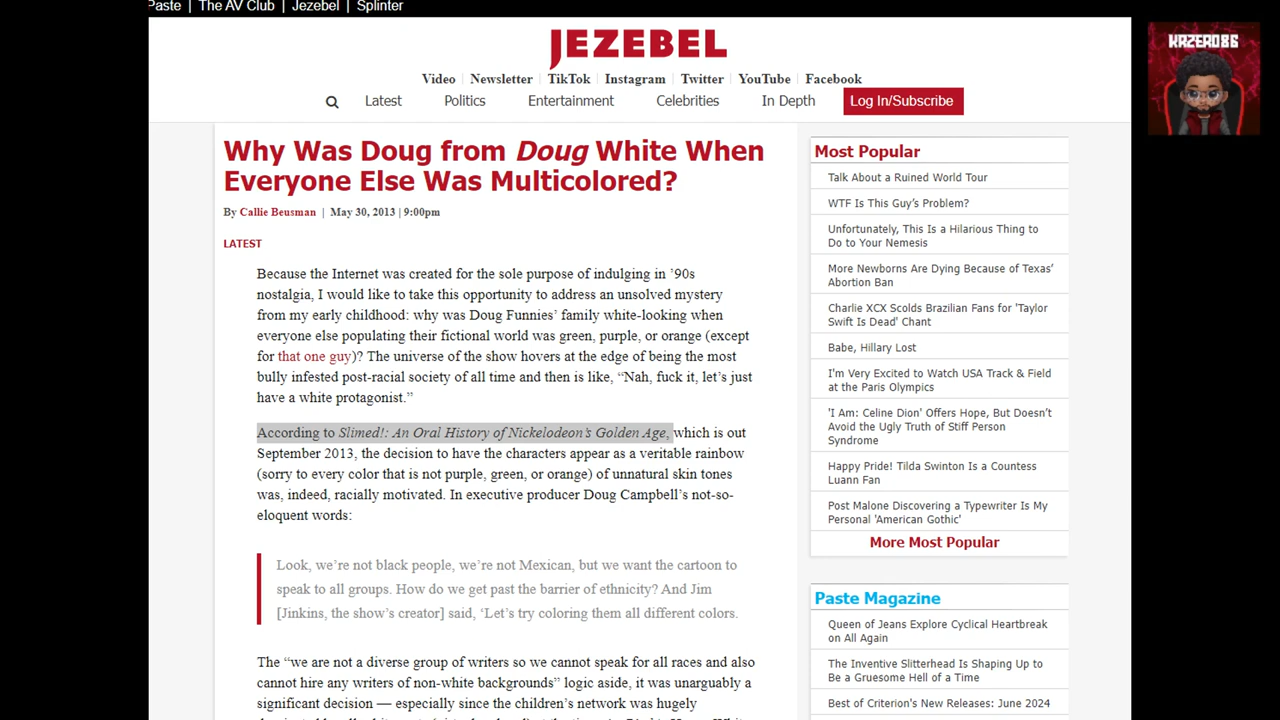 Paste | The AV Club | Jezebel | Splinter
JEZEBEL
Video | Newsletter | TikTok | Instagram | Twitter | YouTube | Facebook
Latest Politics Entertainment Celebrities In Depth Log In/Subscribe
Why Was Doug from Doug White When
Everyone Else Was Multicolored?
By Callie Beusman | May 30, 2013 | 9:00pm
LATEST
Because the Internet was created for the sole purpose of indulging in ’90s
nostalgia, I would like to take this opportunity to address an unsolved mystery
from my early childhood: why was Doug Funnies’ family white-looking when
everyone else populating their fictional world was green, purple, or orange (except
for that one guy)? The universe of the show hovers at the edge of being the most
bully infested post-racial society of all time and then is like, “Nah, fuck it, let’s just
have a white protagonist.”
According to Slimed!: An Oral History of Nickelodeon’s Golden Age, which is out
September 2013, the decision to have the characters appear as a veritable rainbow
(sorry to every color that is not purple, green, or orange) of unnatural skin tones
was, indeed, racially motivated. In executive producer Doug Campbell’s not-so-
eloquent words:
Look, we’re not black people, we’re not Mexican, but we want the cartoon to
speak to all groups. How do we get past the barrier of ethnicity? And Jim
[Jinkins, the show’s creator] said, ‘Let’s try coloring them all different colors.
The “we are not a diverse group of writers so we cannot speak for all races and also
cannot hire any writers of non-white backgrounds” logic aside, it was unarguably a
significant decision — especially since the children’s network was hugely
Most Popular
Talk About a Ruined World Tour
WTF Is This Guy’s Problem?
Unfortunately, This Is a Hilarious Thing to
Do to Your Nemesis
More Newborns Are Dying Because of Texas’
Abortion Ban
Charlie XCX Scolds Brazilian Fans for 'Taylor
Swift Is Dead' Chant
Babe, Hillary Lost
I'm Very Excited to Watch USA Track & Field
at the Paris Olympics
'I Am: Celine Dion' Offers Hope, But Doesn’t
Avoid the Ugly Truth of Stiff Person
Syndrome
Happy Pride! Tilda Swinton Is a Countess
Luann Fan
Post Malone Discovering a Typewriter Is My
Personal 'American Gothic'
More Most Popular
Paste Magazine
Queen of Jeans Explore Cyclical Heartbreak
on All Again
The Inventive Slitterhead Is Shaping Up to
Be a Gruesome Hell of a Time
Best of Criterion's New Releases: June 2024
KRZERO86